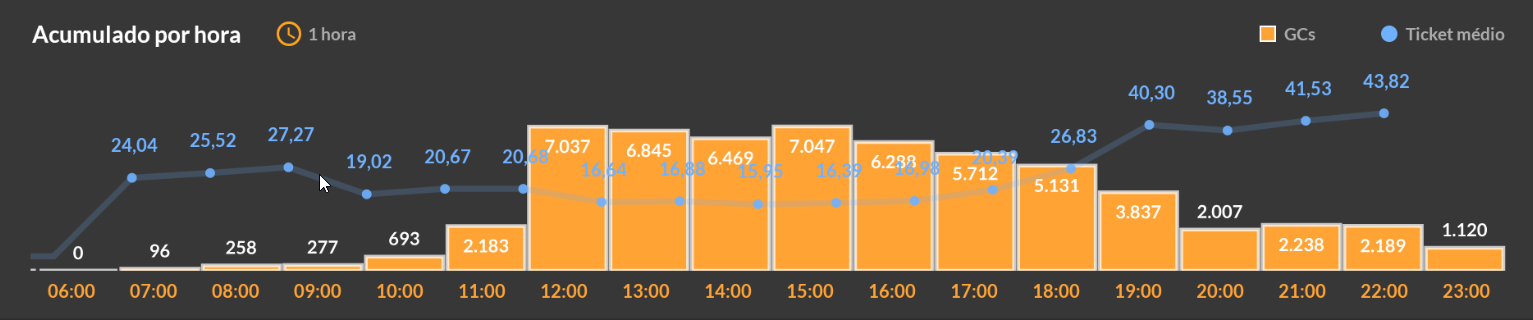 Acumulado por hora 1 hora GCs Ticket médio
43,82
40,30 38,55 41,53
24,04 25,52 27,27 26,83
19,02 20,67 20,68 16,64 16,88 15,95 16,39 16,98 20,39
7.037 6.845 6.469 7.047 6.288 5.712 5.131
0 96 258 277 693 2.183 3.837 2.007 2.238 2.189 1.120
06:00 07:00 08:00 09:00 10:00 11:00 12:00 13:00 14:00 15:00 16:00 17:00 18:00 19:00 20:00 21:00 22:00 23:00